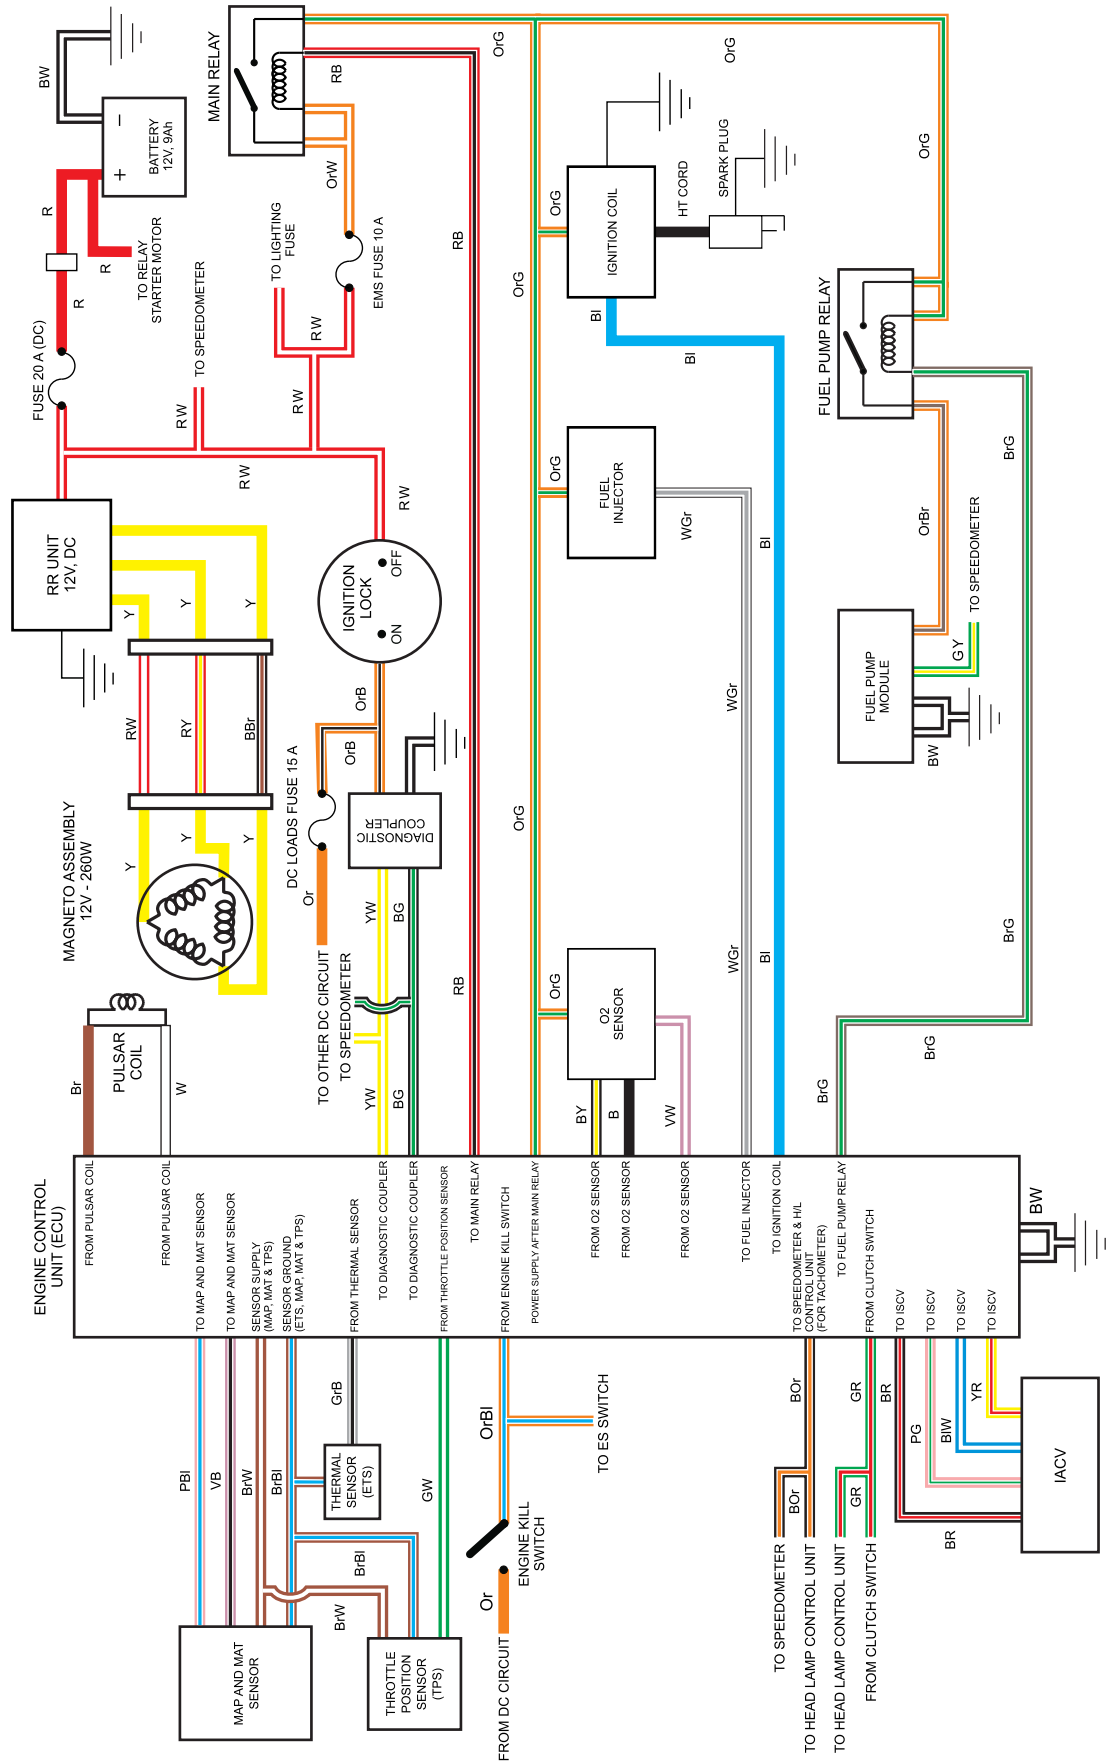 BW
BATTERY
12V, 9Ah
+
−
R
R
R
TO RELAY
STARTER MOTOR
FUSE 20 A (DC)
TO SPEEDOMETER
RW
RW
RW
RW
RW
TO LIGHTING
FUSE
EMS FUSE 10 A
OrW
MAIN RELAY
RB
RB
RB
OrG
OrG
OrG
OrG
OrG
OrG
OrG
OrG
IGNITION COIL
HT CORD
SPARK PLUG
Bl
Bl
Bl
Bl
FUEL
INJECTOR
WGr
WGr
WGr
FUEL PUMP RELAY
BrG
BrG
BrG
BrG
OrBr
TO SPEEDOMETER
GY
FUEL PUMP
MODULE
BW
RR UNIT
12V, DC
Y
Y
Y
RW
RY
BBr
Y
Y
Y
MAGNETO ASSEMBLY
12V - 260W
IGNITION
LOCK
ON
OFF
OrB
OrB
DC LOADS FUSE 15 A
Or
TO OTHER DC CIRCUIT
TO SPEEDOMETER
DIAGNOSTIC
COUPLER
YW
BG
YW
BG
O2
SENSOR
BY
B
VW
PULSAR
COIL
Br
W
ENGINE CONTROL
UNIT (ECU)
FROM PULSAR COIL
FROM PULSAR COIL
TO MAP AND MAT SENSOR
TO MAP AND MAT SENSOR
SENSOR SUPPLY
(MAP, MAT & TPS)
SENSOR GROUND
(ETS, MAP, MAT & TPS)
FROM THERMAL SENSOR
TO DIAGNOSTIC COUPLER
TO DIAGNOSTIC COUPLER
FROM THROTTLE POSITION SENSOR
TO MAIN RELAY
FROM ENGINE KILL SWITCH
POWER SUPPLY AFTER MAIN RELAY
FROM O2 SENSOR
FROM O2 SENSOR
FROM O2 SENSOR
TO FUEL INJECTOR
TO IGNITION COIL
TO SPEEDOMETER & H/L
CONTROL UNIT
(FOR TACHOMETER)
TO FUEL PUMP RELAY
FROM CLUTCH SWITCH
TO ISCV
TO ISCV
TO ISCV
TO ISCV
BW
PBl
VB
BrW
BrBl
GrB
THERMAL
SENSOR
(ETS)
BrBl
BrW
GW
MAP AND MAT
SENSOR
THROTTLE
POSITION
SENSOR
(TPS)
OrBl
TO ES SWITCH
ENGINE KILL
SWITCH
Or
FROM DC CIRCUIT
BOr
BOr
GR
GR
BR
PG
BlW
YR
BR
IACV
TO SPEEDOMETER
TO HEAD LAMP CONTROL UNIT
TO HEAD LAMP CONTROL UNIT
FROM CLUTCH SWITCH